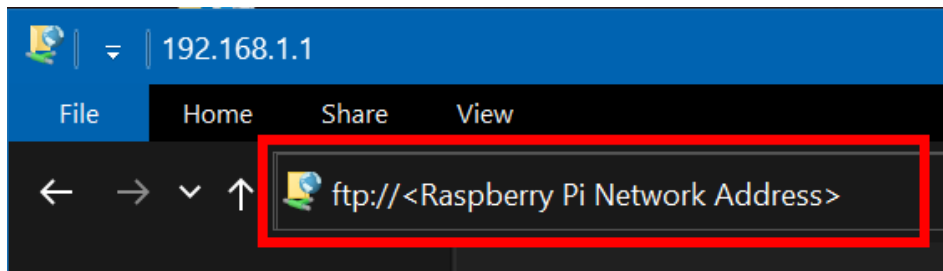 192.168.1.1
File Home Share View
ftp://<Raspberry Pi Network Address>